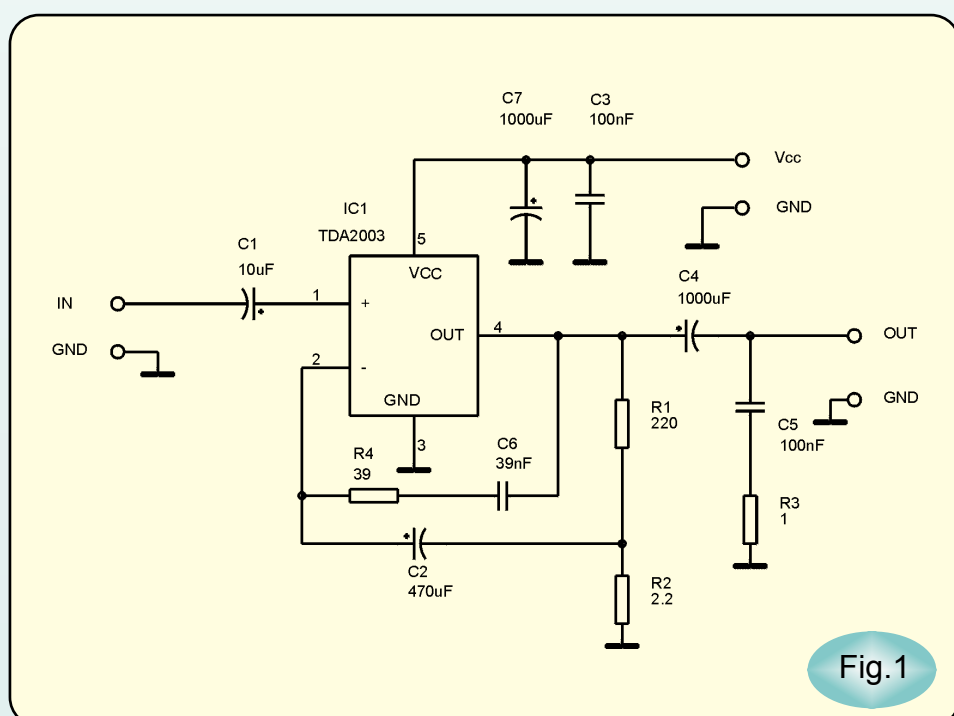 C7
1000uF
C3
100nF
Vcc
GND
IC1
TDA2003
5
VCC
C1
10uF
IN
1
+
GND
2
-
OUT
4
GND
3
C4
1000uF
OUT
GND
R1
220
C5
100nF
R4
39
C6
39nF
R3
1
C2
470uF
R2
2.2
Fig.1